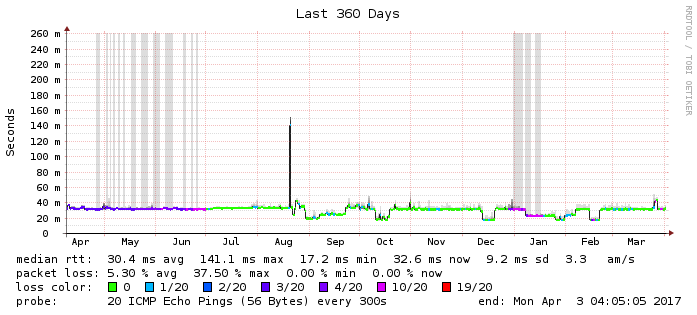 Last 360 Days
RRDTOOL / TOBI OETIKER
Seconds
260 m
240 m
220 m
200 m
180 m
160 m
140 m
120 m
100 m
80 m
60 m
40 m
20 m
0
Apr May Jun Jul Aug Sep Oct Nov Dec Jan Feb Mar
median rtt: 30.4 ms avg 141.1 ms max 17.2 ms min 32.6 ms now 9.2 ms sd 3.3 am/s
packet loss: 5.30 % avg 37.50 % max 0.00 % min 0.00 % now
loss color: 0 1/20 2/20 3/20 4/20 10/20 19/20
probe: 20 ICMP Echo Pings (56 Bytes) every 300s end: Mon Apr 3 04:05:05 2017